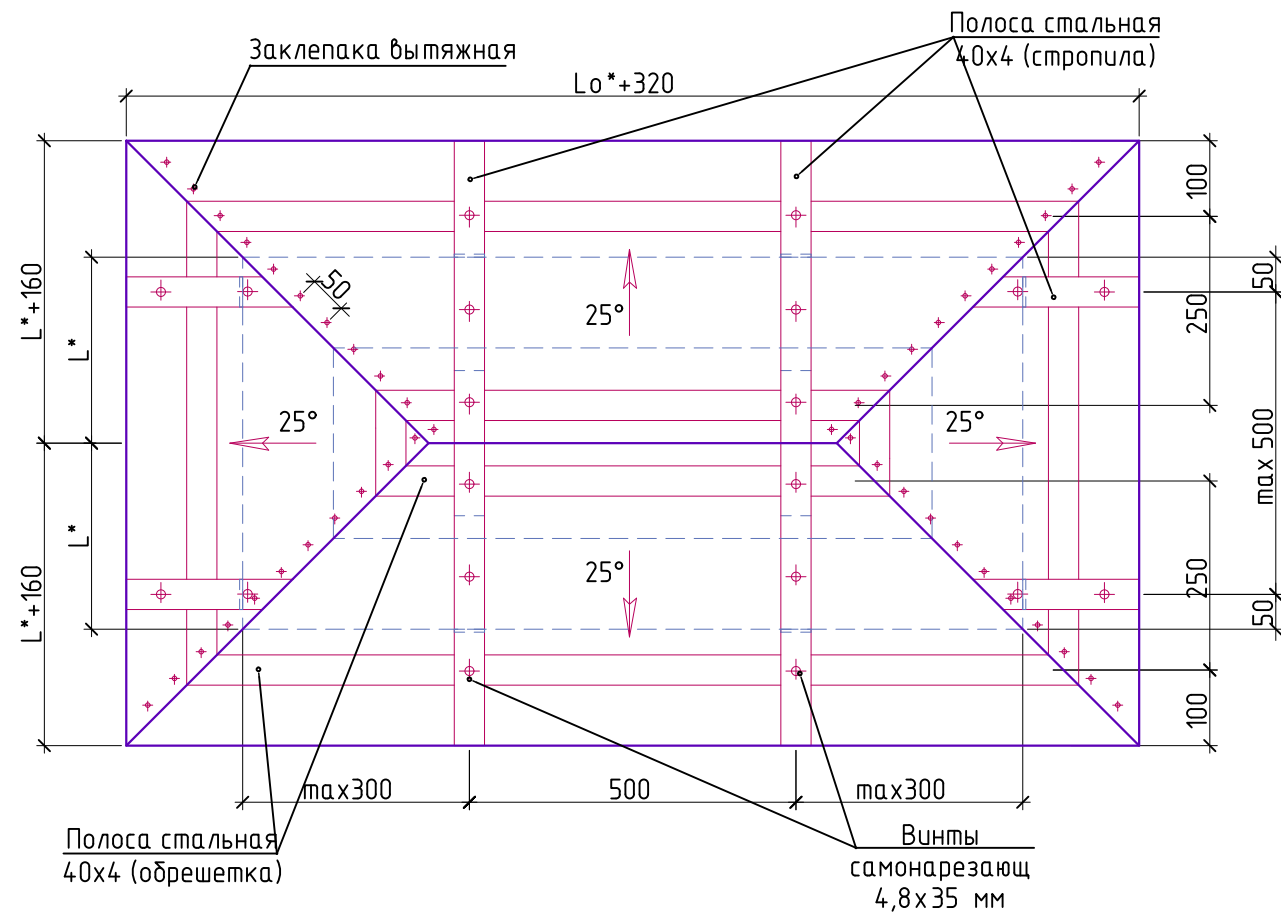 Полоса стальная
40х4 (стропила)
Заклепака вытяжная
Lo*+320
100
50
L*+160
50
25°
250
L*
25°
25°
max 500
L*
25°
250
L*+160
50
100
max300
500
max300
Полоса стальная
40х4 (обрешетка)
Винты
самонарезающ
4,8х35 мм